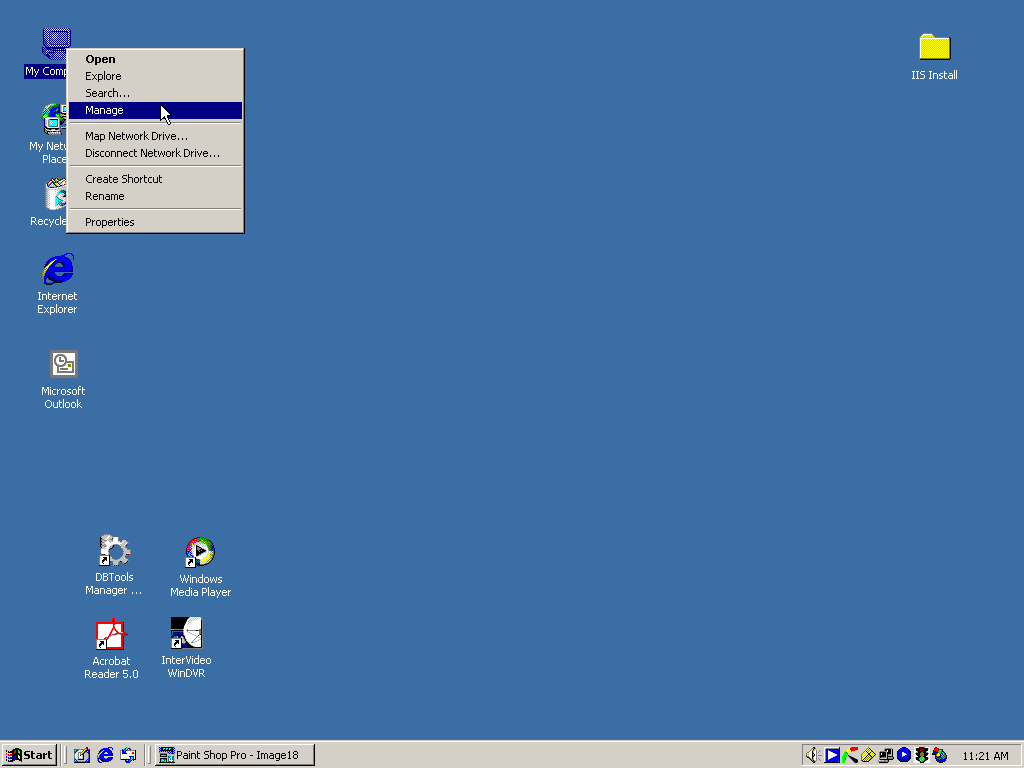 My Comp
Open
Explore
Search...
Manage
Map Network Drive...
Disconnect Network Drive...
Create Shortcut
Rename
Properties
IIS Install
My Netw
Place
Recycle
Internet
Explorer
Microsoft
Outlook
DBTools
Manager ...
Windows
Media Player
Acrobat
Reader 5.0
InterVideo
WinDVR
Start
Paint Shop Pro - Image18
11:21 AM